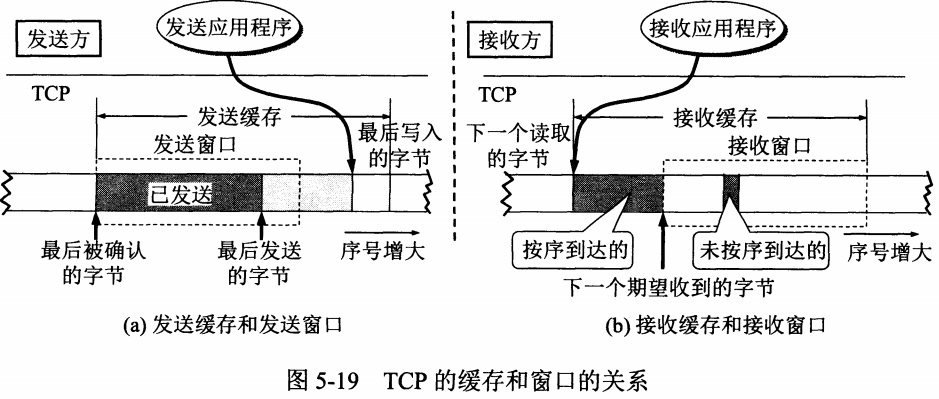 发送方
发送应用程序
TCP
发送缓存
最后写入
的字节
发送窗口
已发送
最后被确认
的字节
最后发送
的字节
序号增大
(a) 发送缓存和发送窗口
接收方
接收应用程序
TCP
接收缓存
下一个读取
的字节
接收窗口
按序到达的
未按序到达的
序号增大
下一个期望收到的字节
(b) 接收缓存和接收窗口
图 5-19 TCP 的缓存和窗口的关系